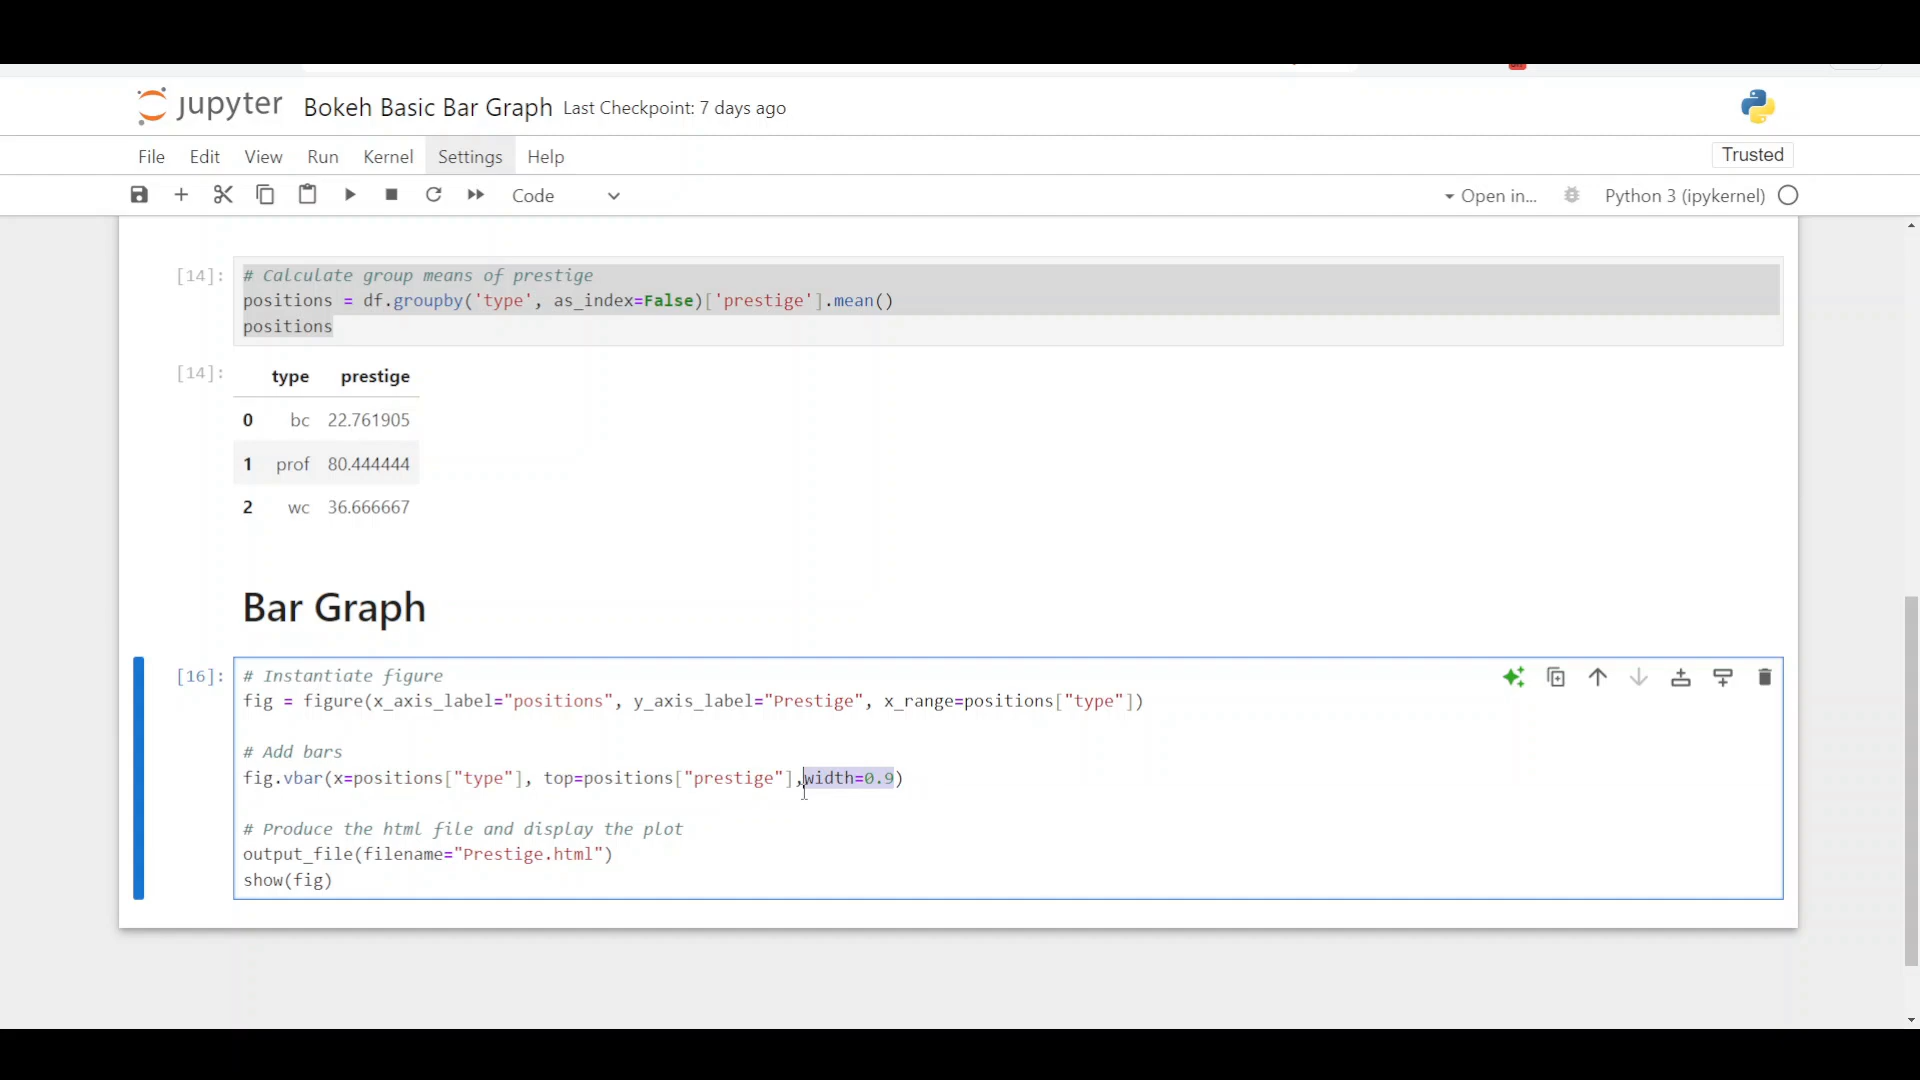 jupyter Bokeh Basic Bar Graph Last Checkpoint: 7 days ago
File Edit View Run Kernel Settings Help Trusted
Code Open in... Python 3 (ipykernel)
[14]: # Calculate group means of prestige
positions = df.groupby('type', as_index=False)['prestige'].mean()
positions
[14]: type prestige
0 bc 22.761905
1 prof 80.444444
2 wc 36.666667
Bar Graph
[16]: # Instantiate figure
fig = figure(x_axis_label="positions", y_axis_label="Prestige", x_range=positions["type"])
# Add bars
fig.vbar(x=positions["type"], top=positions["prestige"],width=0.9)
# Produce the html file and display the plot
output_file(filename="Prestige.html")
show(fig)